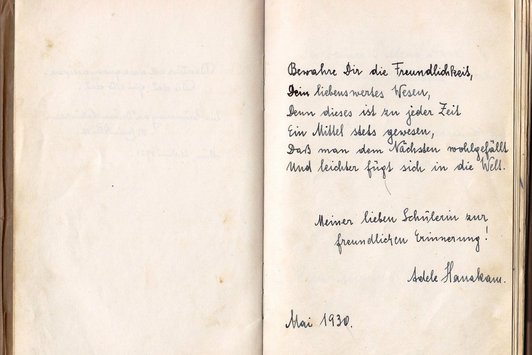 Bewahre Dir die Freundlichkeit,
Dein liebenswertes Wesen,
Denn dieses ist zu jeder Zeit
Ein Mittel stets gewesen,
Daß man dem Nächsten wohlgefällt
Und leichter fügt sich in die Welt.
Meiner lieben Schülerin zur
freundlichen Erinnerung!
Adele
Mai 1930.